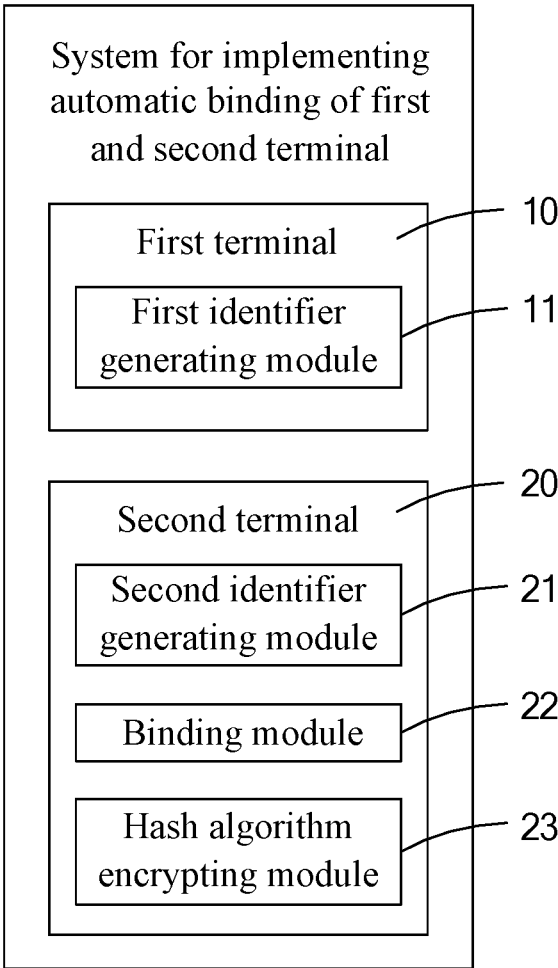 System for implementing
automatic binding of first
and second terminal
10
First terminal
11
First identifier
generating module
20
Second terminal
21
Second identifier
generating module
22
Binding module
23
Hash algorithm
encrypting module